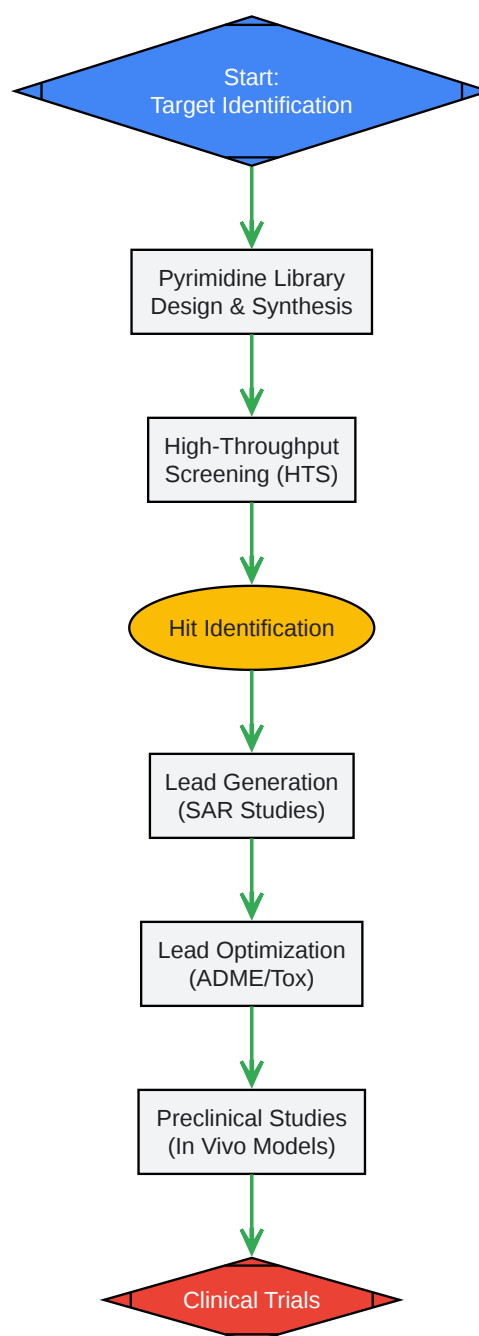 Start:
Target Identification
Pyrimidine Library
Design & Synthesis
High-Throughput
Screening (HTS)
Hit Identification
Lead Generation
(SAR Studies)
Lead Optimization
(ADME/Tox)
Preclinical Studies
(In Vivo Models)
Clinical Trials